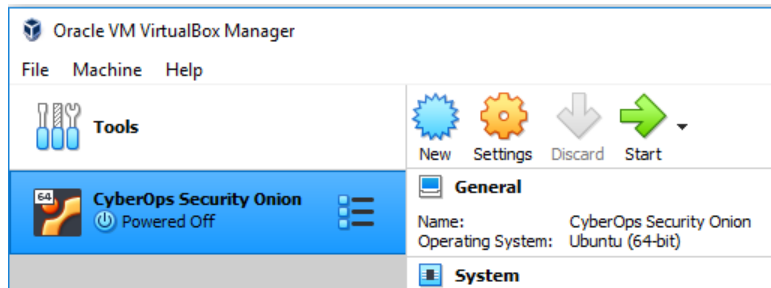 Oracle VM VirtualBox Manager
File Machine Help
Tools
New Settings Discard Start
64
CyberOps Security Onion
Powered Off
General
Name: CyberOps Security Onion
Operating System: Ubuntu (64-bit)
System